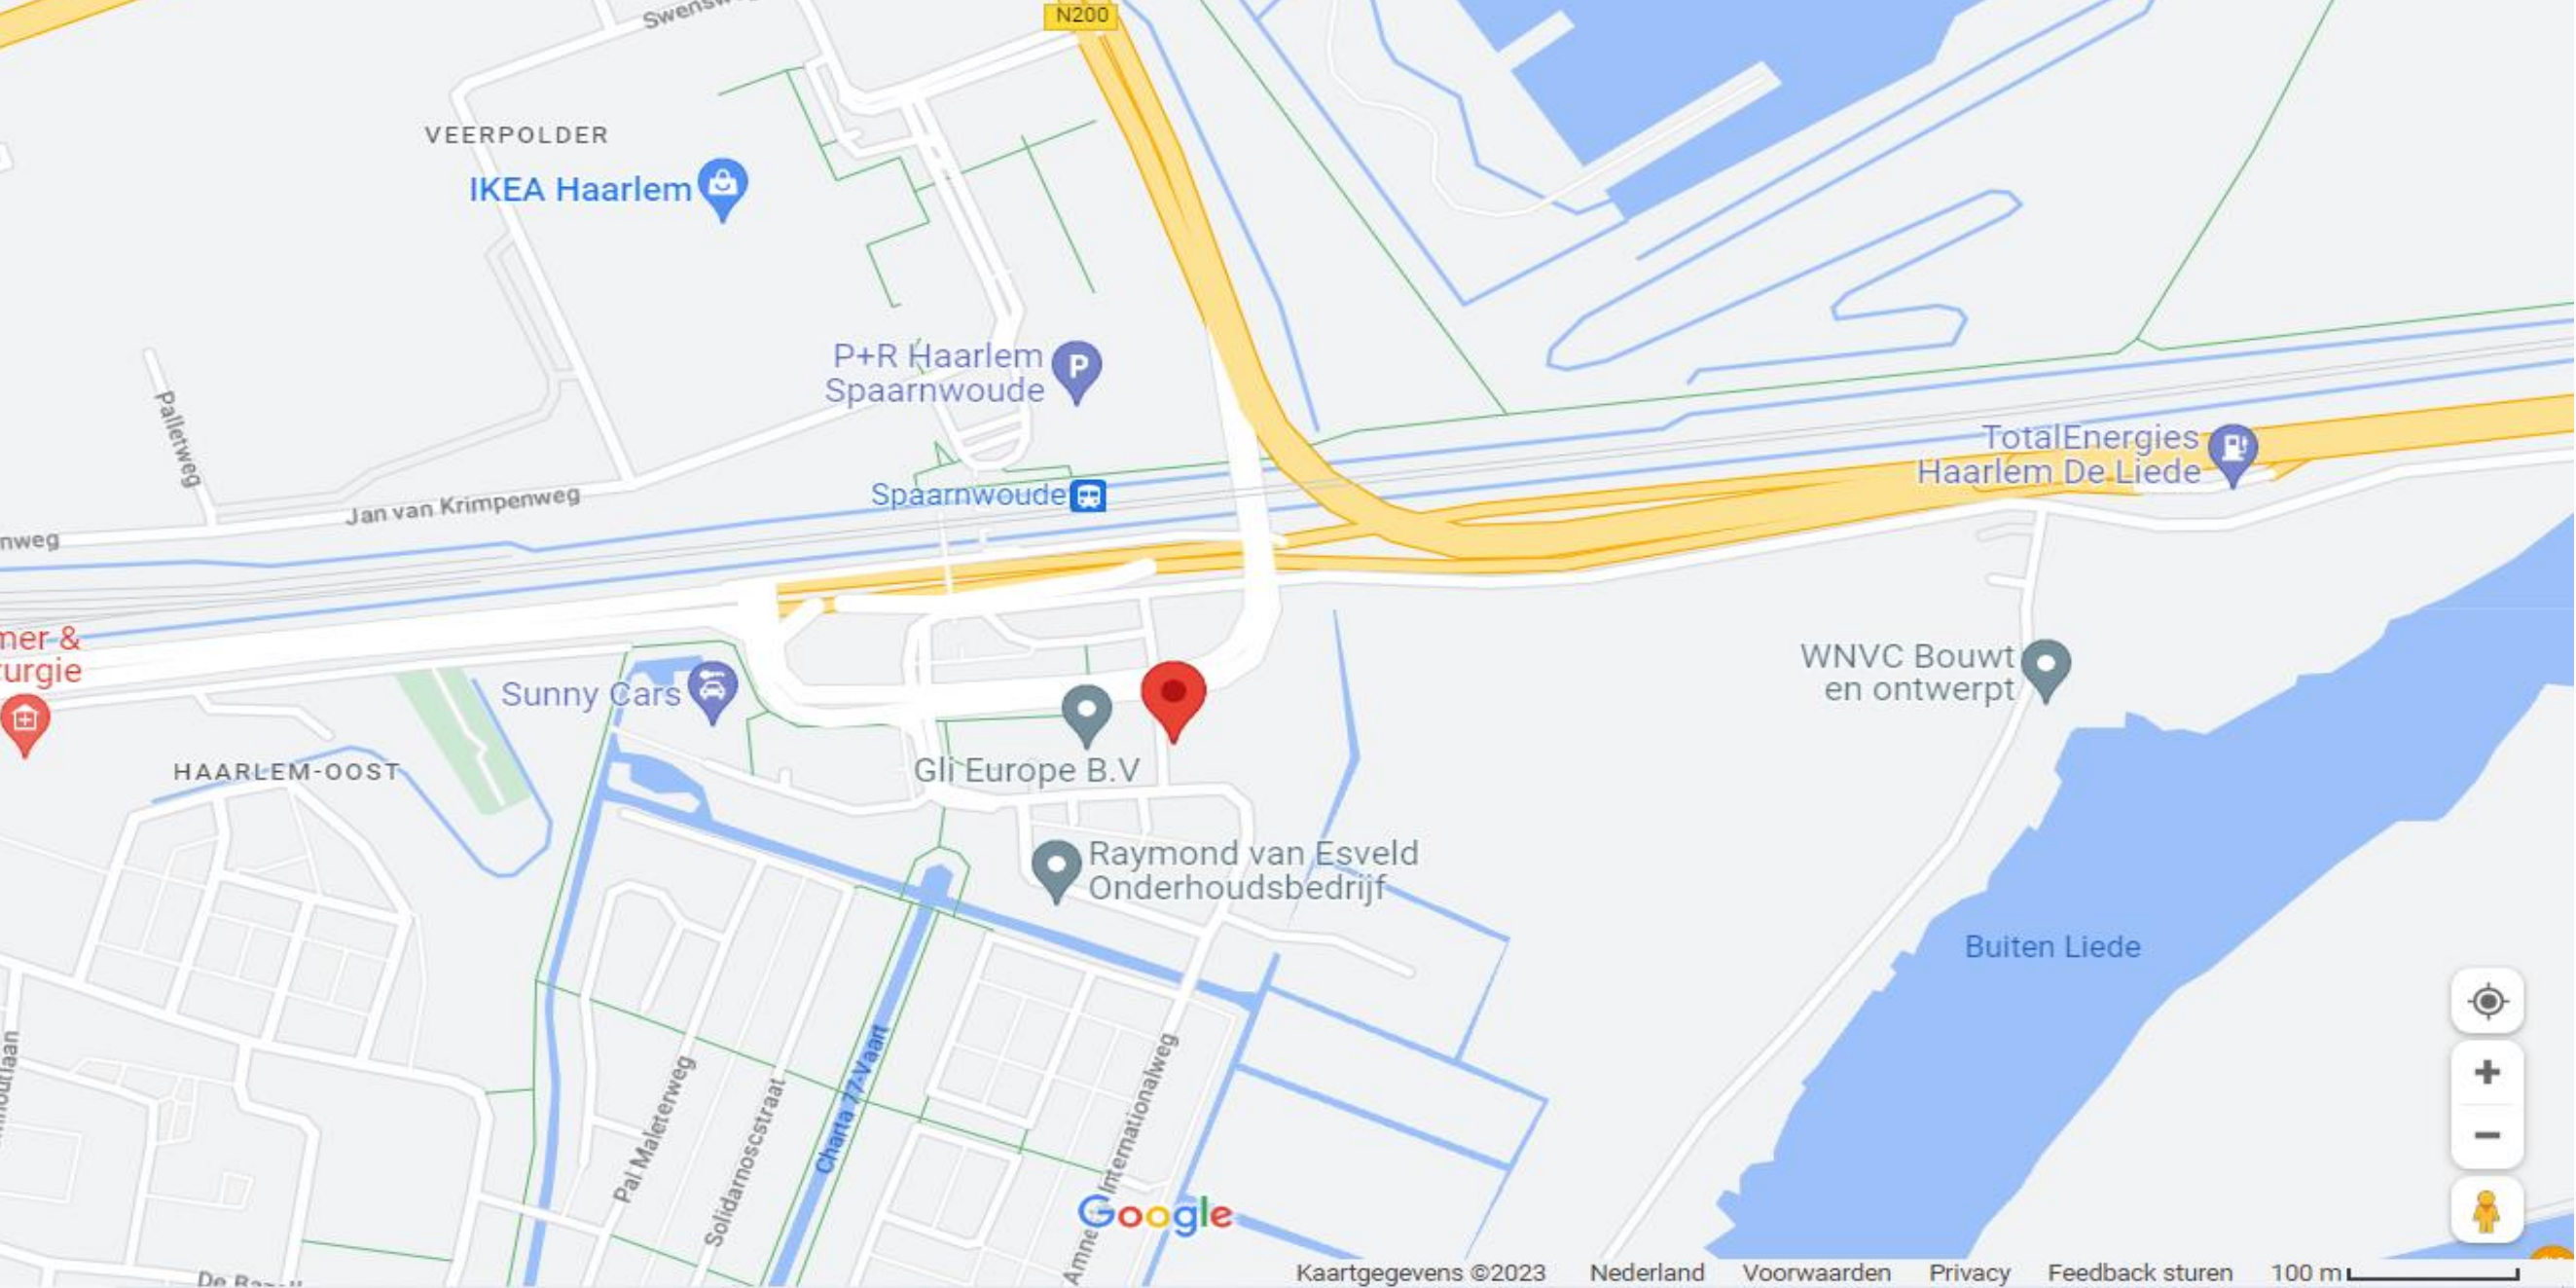 N200
VEERPOLDER
IKEA Haarlem
P+R Haarlem
Spaarnwoude
P
Palletweg
Jan van Krimpenweg
Spaarnwoude
TotalEnergies
Haarlem De Liede
WNVC Bouwt
en ontwerpt
Sunny Cars
Gli Europe B.V
HAARLEM-OOST
Raymond van Esveld
Onderhoudsbedrijf
Buiten Liede
Pal Maleterweg
Solidarnoscstraat
Charta 77-Vaart
Internationalweg
Google
Kaartgegevens ©2023 Nederland Voorwaarden Privacy Feedback sturen 100 m